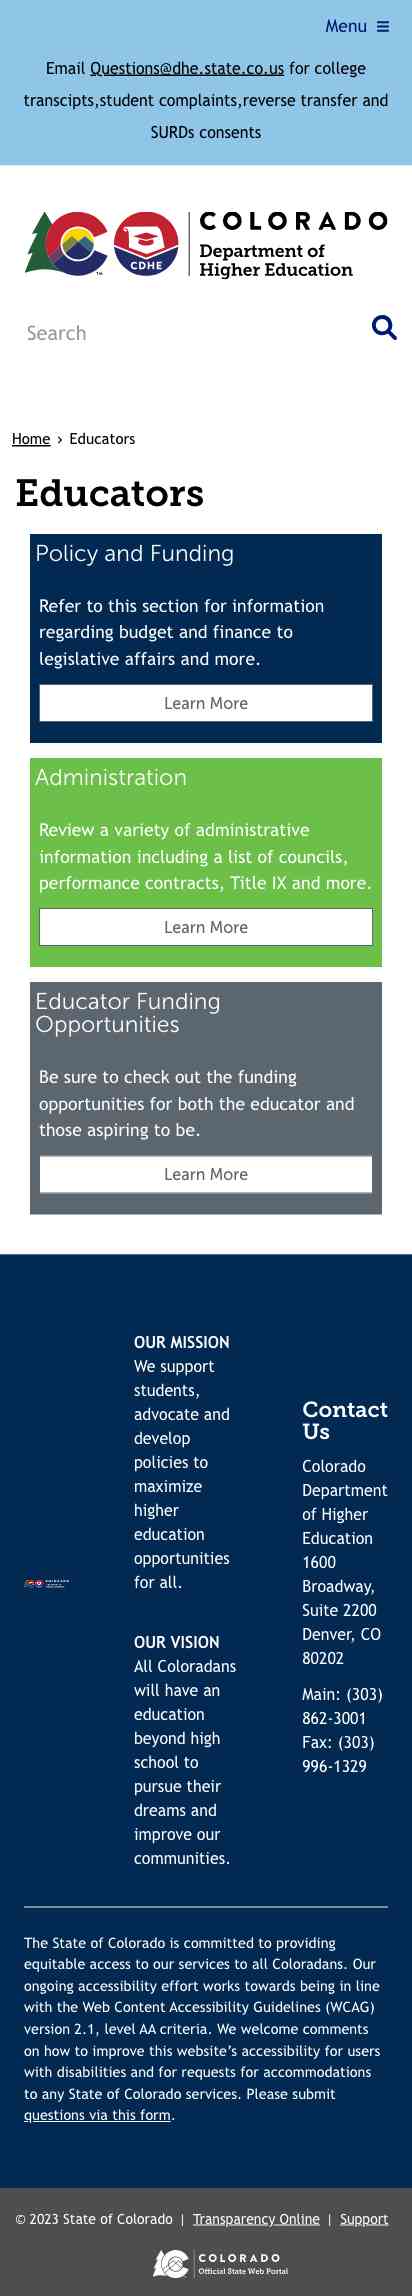 Menu
Email Questions@dhe.state.co.us for college
transcipts,student complaints,reverse transfer and
SURDs consents
CDHE
TM
COLORADO
Department of
Higher Education
Search
Home › Educators
Educators
Policy and Funding
Refer to this section for information
regarding budget and finance to
legislative affairs and more.
Learn More
Administration
Review a variety of administrative
information including a list of councils,
performance contracts, Title IX and more.
Learn More
Educator Funding
Opportunities
Be sure to check out the funding
opportunities for both the educator and
those aspiring to be.
Learn More
OUR MISSION
We support
students,
advocate and
develop
policies to
maximize
higher
education
opportunities
for all.
OUR VISION
All Coloradans
will have an
education
beyond high
school to
pursue their
dreams and
improve our
communities.
Contact
Us
Colorado
Department
of Higher
Education
1600
Broadway,
Suite 2200
Denver, CO
80202
Main: (303)
862-3001
Fax: (303)
996-1329
The State of Colorado is committed to providing
equitable access to our services to all Coloradans. Our
ongoing accessibility effort works towards being in line
with the Web Content Accessibility Guidelines (WCAG)
version 2.1, level AA criteria. We welcome comments
on how to improve this website’s accessibility for users
with disabilities and for requests for accommodations
to any State of Colorado services. Please submit
questions via this form.
© 2023 State of Colorado | Transparency Online | Support
COLORADO
Official State Web Portal